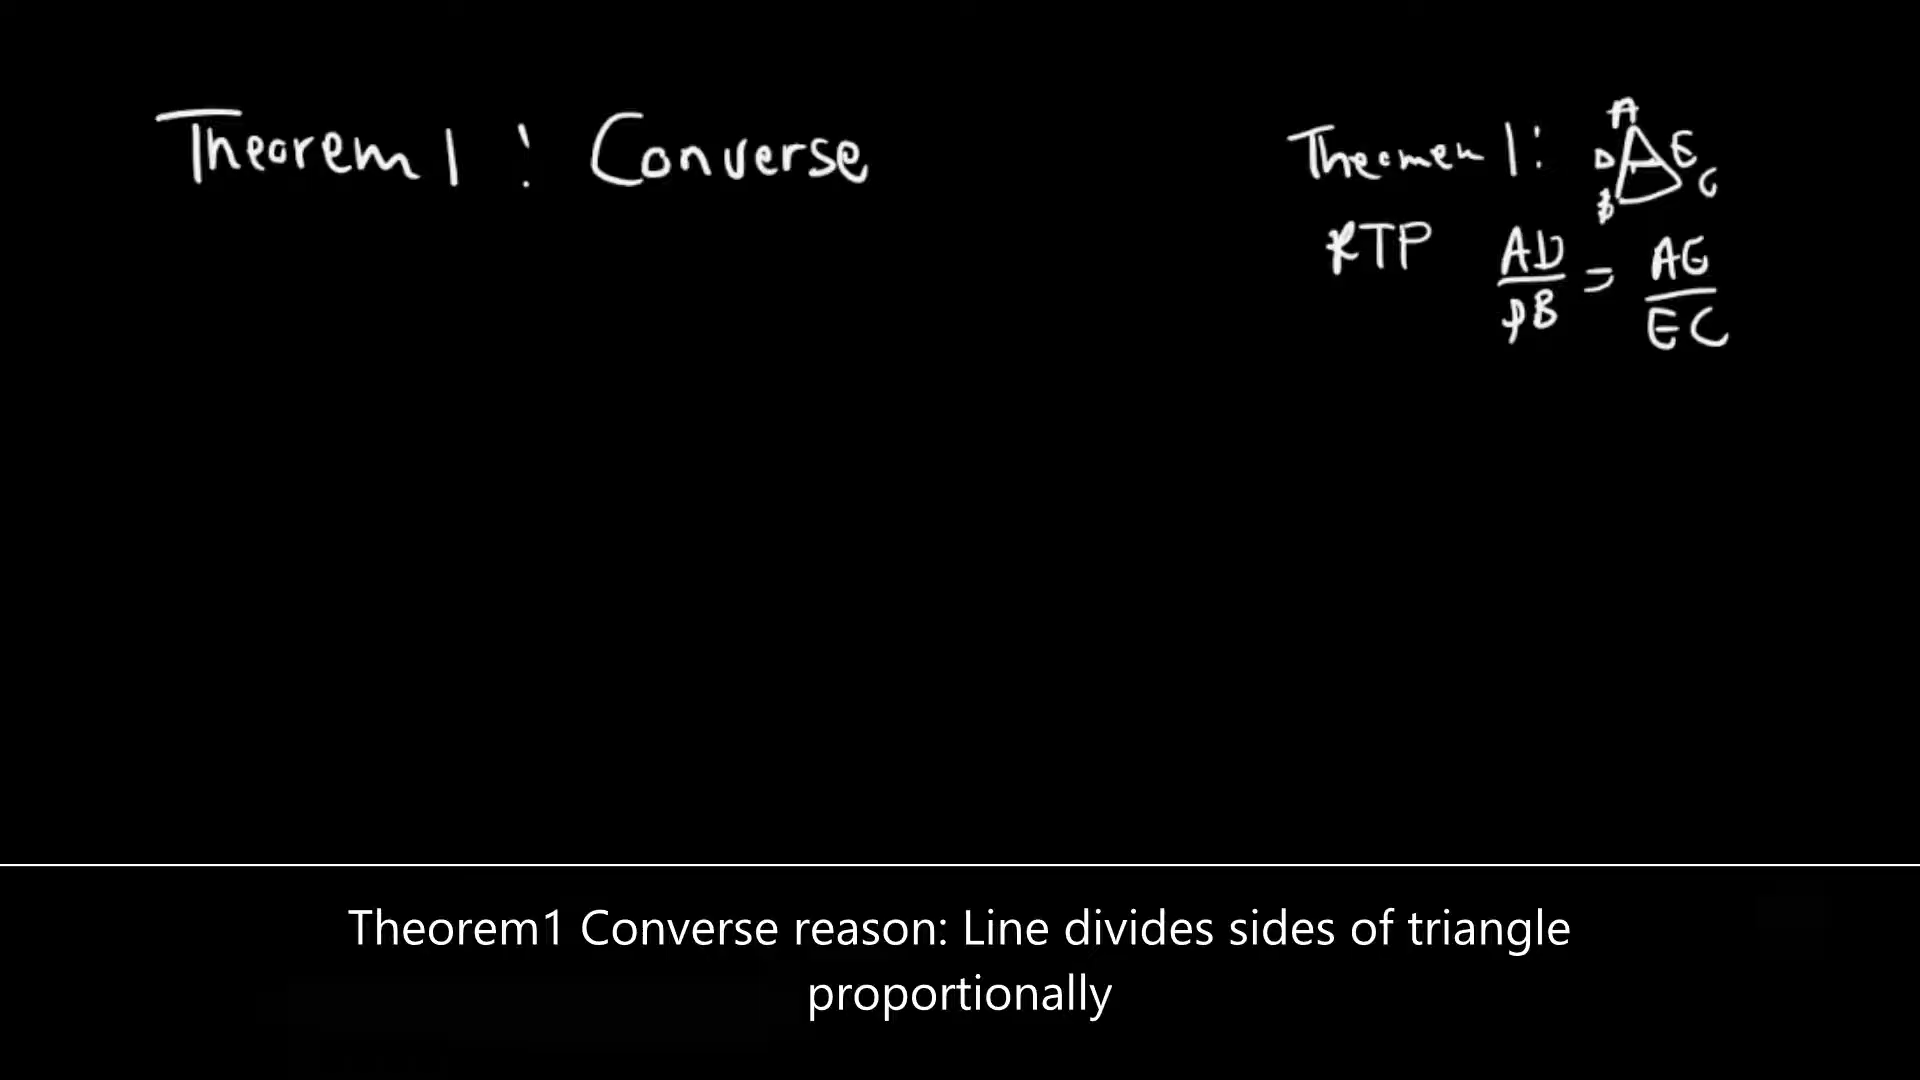 Theorem 1 : Converse
Theorem 1:
A
D E
B C
RTP AD/DB = AE/EC
Theorem1 Converse reason: Line divides sides of triangle
proportionally